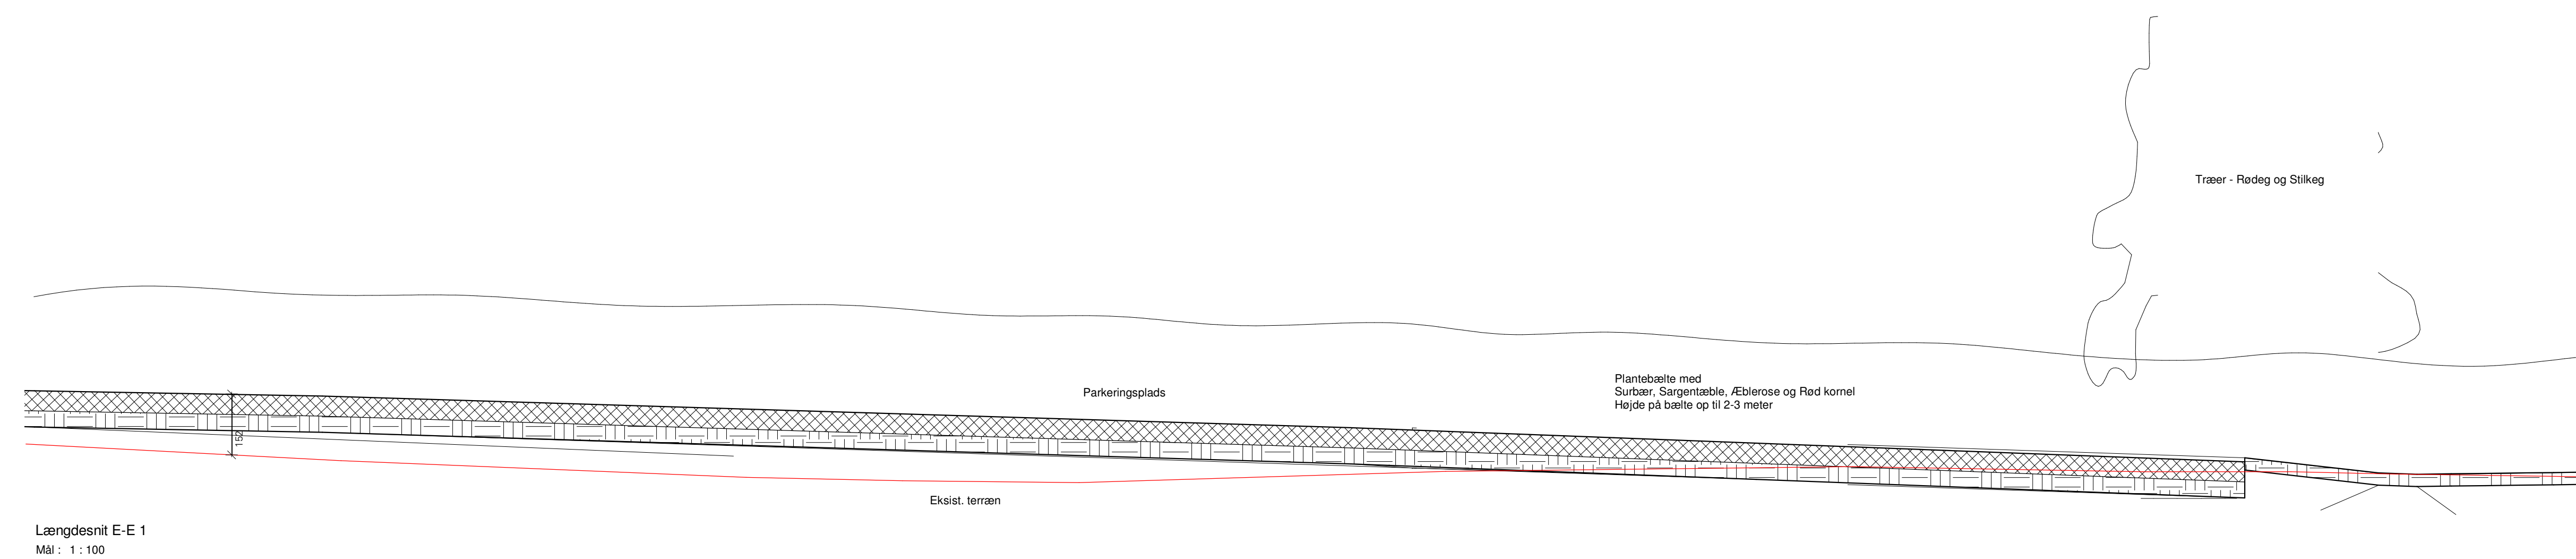 Træer - Rødeg og Stilkeg
Plantebælte med
Surbær, Sargentæble, Æblerose og Rød kornel
Højde på bælte op til 2-3 meter
Parkeringsplads
152
Eksist. terræn
Længdesnit E-E 1
Mål : 1 : 100